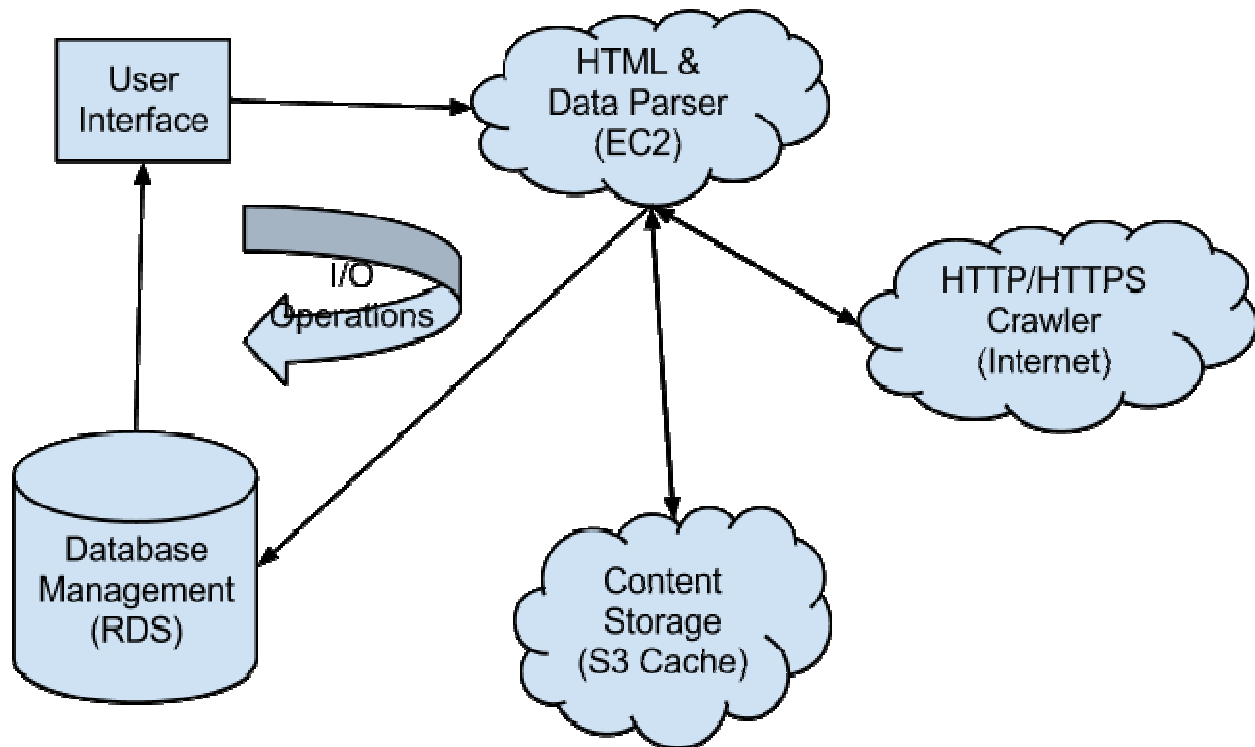 User
Interface
HTML &
Data Parser
(EC2)
I/O
Operations
HTTP/HTTPS
Crawler
(Internet)
Database
Management
(RDS)
Content
Storage
(S3 Cache)